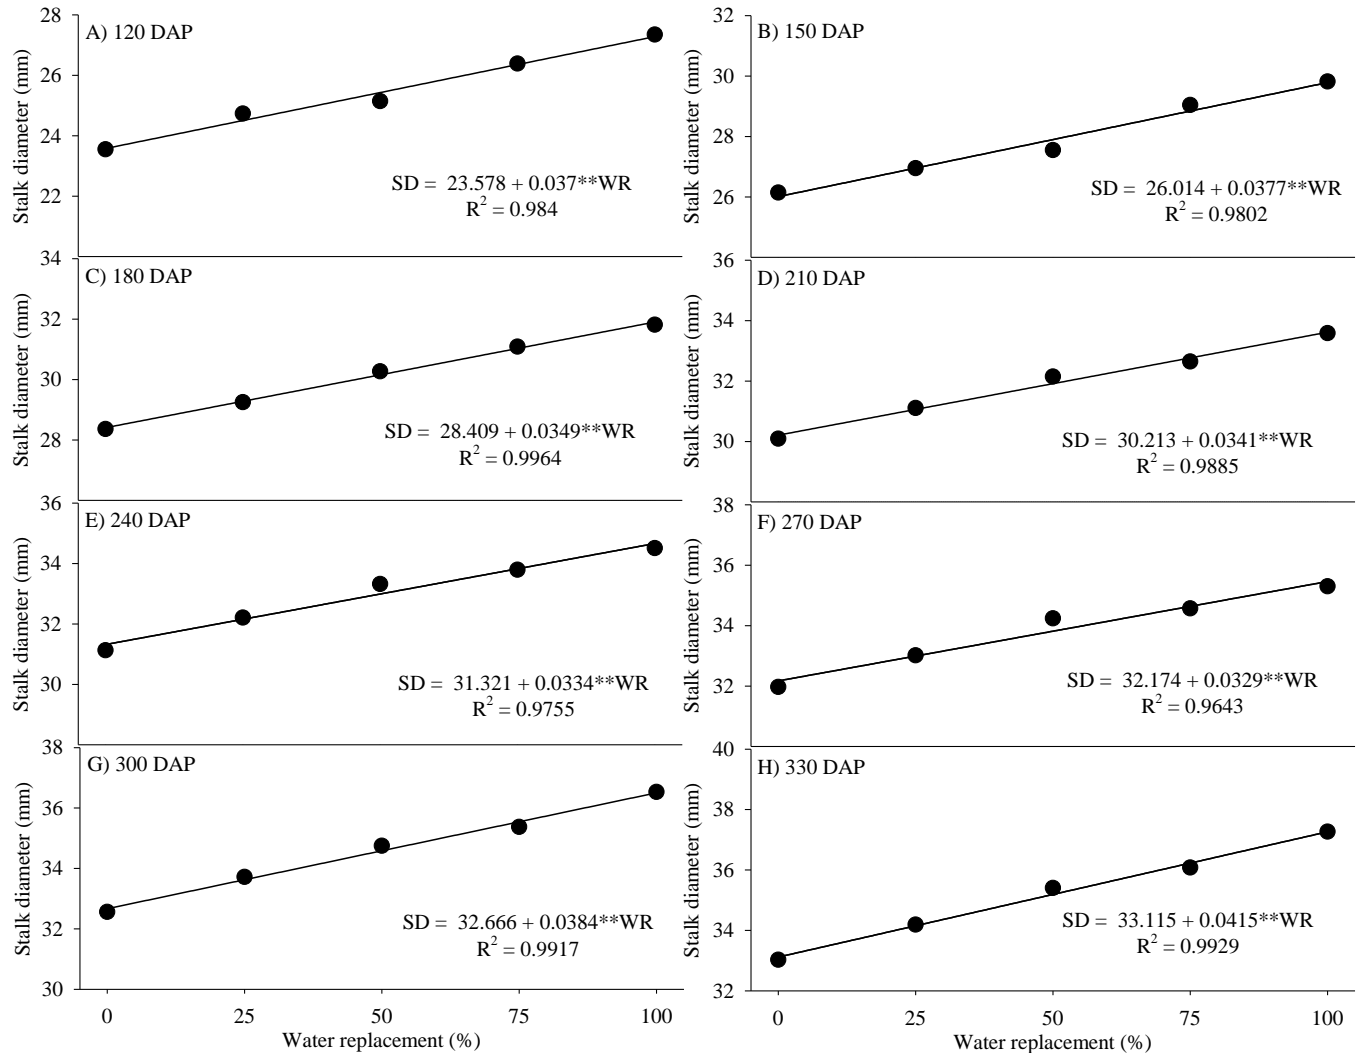 A) 120 DAP
Stalk diameter (mm)
28
26
24
22
SD = 23.578 + 0.037**WR
R² = 0.984
B) 150 DAP
Stalk diameter (mm)
32
30
28
26
SD = 26.014 + 0.0377**WR
R² = 0.9802
C) 180 DAP
Stalk diameter (mm)
34
32
30
28
SD = 28.409 + 0.0349**WR
R² = 0.9964
D) 210 DAP
Stalk diameter (mm)
36
34
32
30
SD = 30.213 + 0.0341**WR
R² = 0.9885
E) 240 DAP
Stalk diameter (mm)
36
34
32
30
SD = 31.321 + 0.0334**WR
R² = 0.9755
F) 270 DAP
Stalk diameter (mm)
38
36
34
32
SD = 32.174 + 0.0329**WR
R² = 0.9643
G) 300 DAP
Stalk diameter (mm)
38
36
34
32
30
SD = 32.666 + 0.0384**WR
R² = 0.9917
0 25 50 75 100
Water replacement (%)
H) 330 DAP
Stalk diameter (mm)
40
38
36
34
32
SD = 33.115 + 0.0415**WR
R² = 0.9929
0 25 50 75 100
Water replacement (%)